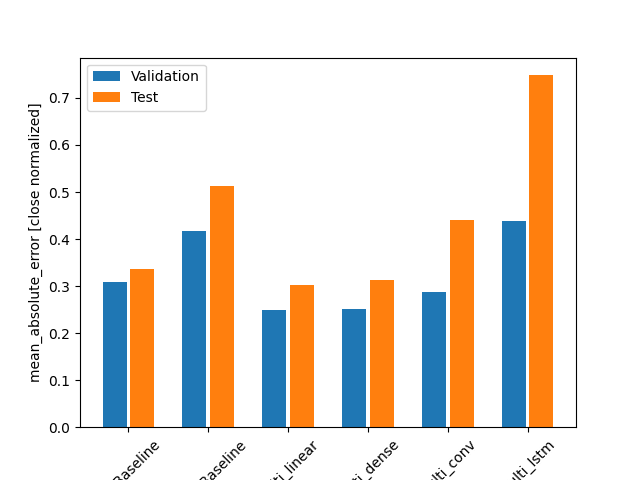 Validation
Test
mean_absolute_error [close normalized]
0.7
0.6
0.5
0.4
0.3
0.2
0.1
0.0
Baseline
Baseline
ti_linear
ti_dense
ulti_conv
ulti_lstm